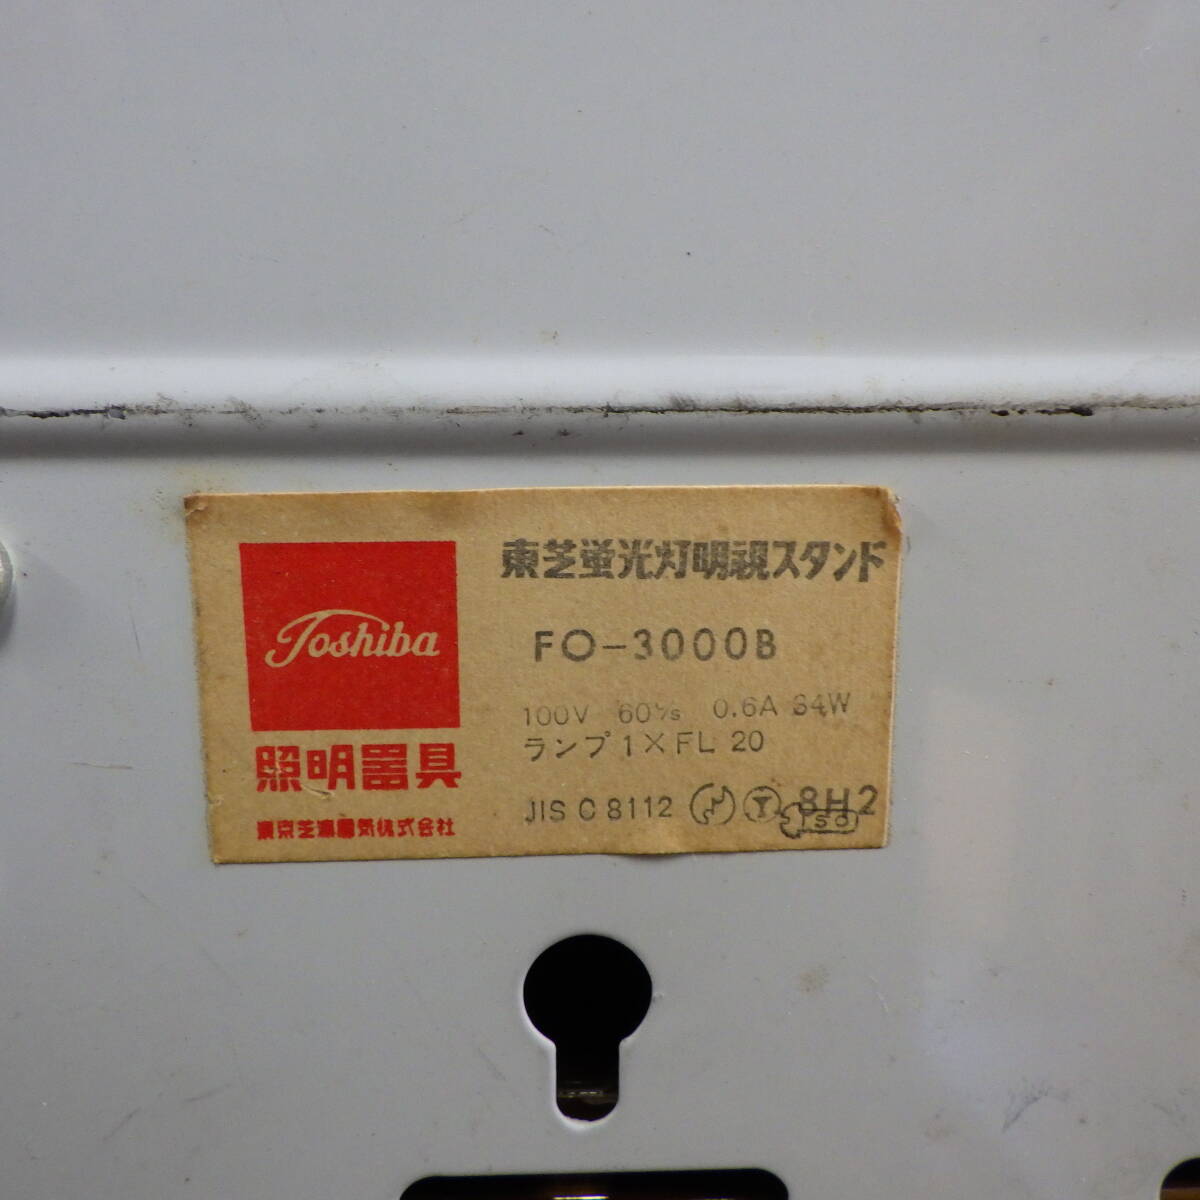 Toshiba
照明器具
東京芝浦電気株式会社
東芝蛍光灯明視スタンド
FO-3000B
100V 60㎐ 0.6A 34W
ランプ 1×FL 20
JIS C 8112 8H2